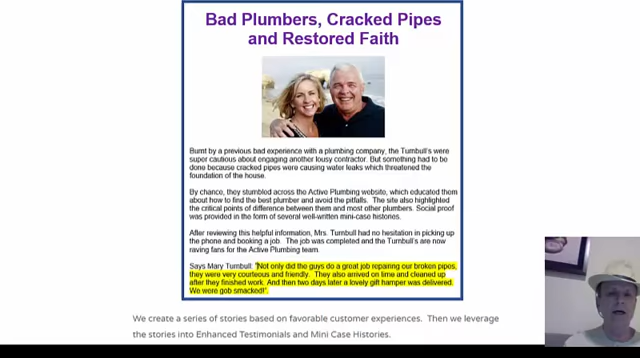 Bad Plumbers, Cracked Pipes
and Restored Faith
Burnt by a previous bad experience with a plumbing company, the Turnbull's were
super cautious about engaging another lousy contractor. But something had to be
done because cracked pipes were causing water leaks which threatened the
foundation of the house.
By chance, they stumbled across the Active Plumbing website, which educated them
about how to find the best plumber and avoid the pitfalls. The site also highlighted
the critical points of difference between them and most other plumbers. Social proof
was provided in the form of several well-written mini-case histories.
After reviewing this helpful information, Mrs. Turnbull had no hesitation in picking up
the phone and booking a job. The job was completed and the Turnbull's are now
raving fans for the Active Plumbing team.
Says Mary Turnbull: "Not only did the guys do a great job repairing our broken pipes,
they were very courteous and friendly. They also arrived on time and cleaned up
after they finished work. And then two days later a lovely gift hamper was delivered.
We were gob smacked!".
We create a series of stories based on favorable customer experiences. Then we leverage
the stories into Enhanced Testimonials and Mini Case Histories.